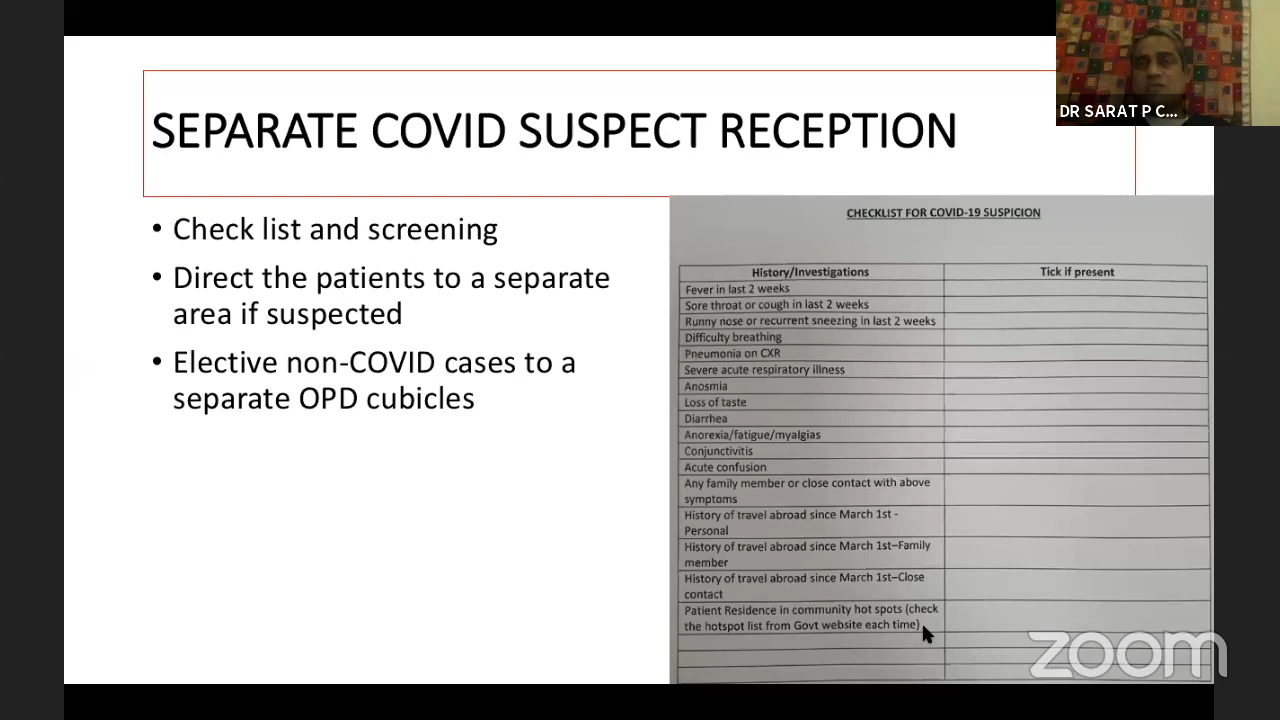 SEPARATE COVID SUSPECT RECEPTION
DR SARAT P C...
• Check list and screening
• Direct the patients to a separate
area if suspected
• Elective non-COVID cases to a
separate OPD cubicles
CHECKLIST FOR COVID-19 SUSPICION
History/Investigations Tick if present
Fever in last 2 weeks
Sore throat or cough in last 2 weeks
Runny nose or recurrent sneezing in last 2 weeks
Difficulty breathing
Pneumonia on CXR
Severe acute respiratory illness
Anosmia
Loss of taste
Diarrhea
Anorexia/fatigue/myalgias
Conjunctivitis
Acute confusion
Any family member or close contact with above
symptoms
History of travel abroad since March 1st -
Personal
History of travel abroad since March 1st–Family
member
History of travel abroad since March 1st–Close
contact
Patient Residence in community hot spots (check
the hotspot list from Govt website each time)
zoom